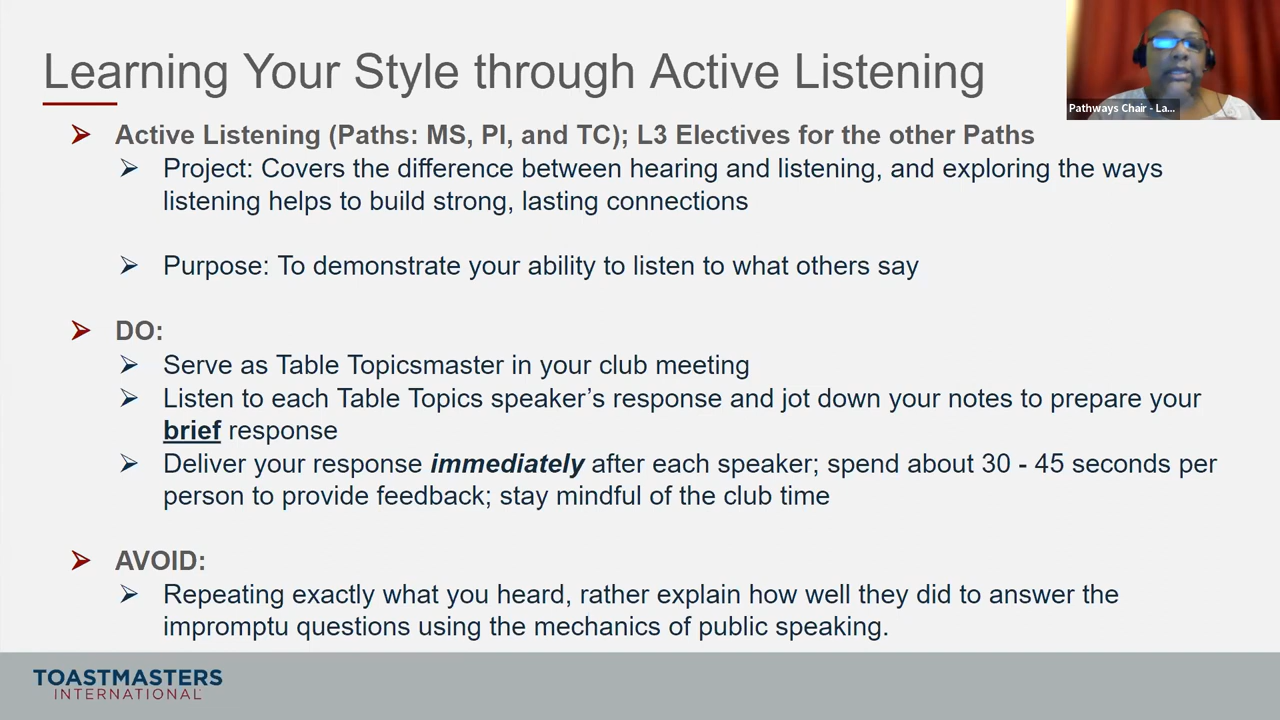 Learning Your Style through Active Listening
Pathways Chair - La...
Active Listening (Paths: MS, PI, and TC); L3 Electives for the other Paths
Project: Covers the difference between hearing and listening, and exploring the ways
listening helps to build strong, lasting connections
Purpose: To demonstrate your ability to listen to what others say
DO:
Serve as Table Topicsmaster in your club meeting
Listen to each Table Topics speaker’s response and jot down your notes to prepare your
brief response
Deliver your response immediately after each speaker; spend about 30 - 45 seconds per
person to provide feedback; stay mindful of the club time
AVOID:
Repeating exactly what you heard, rather explain how well they did to answer the
impromptu questions using the mechanics of public speaking.
TOASTMASTERS
INTERNATIONAL